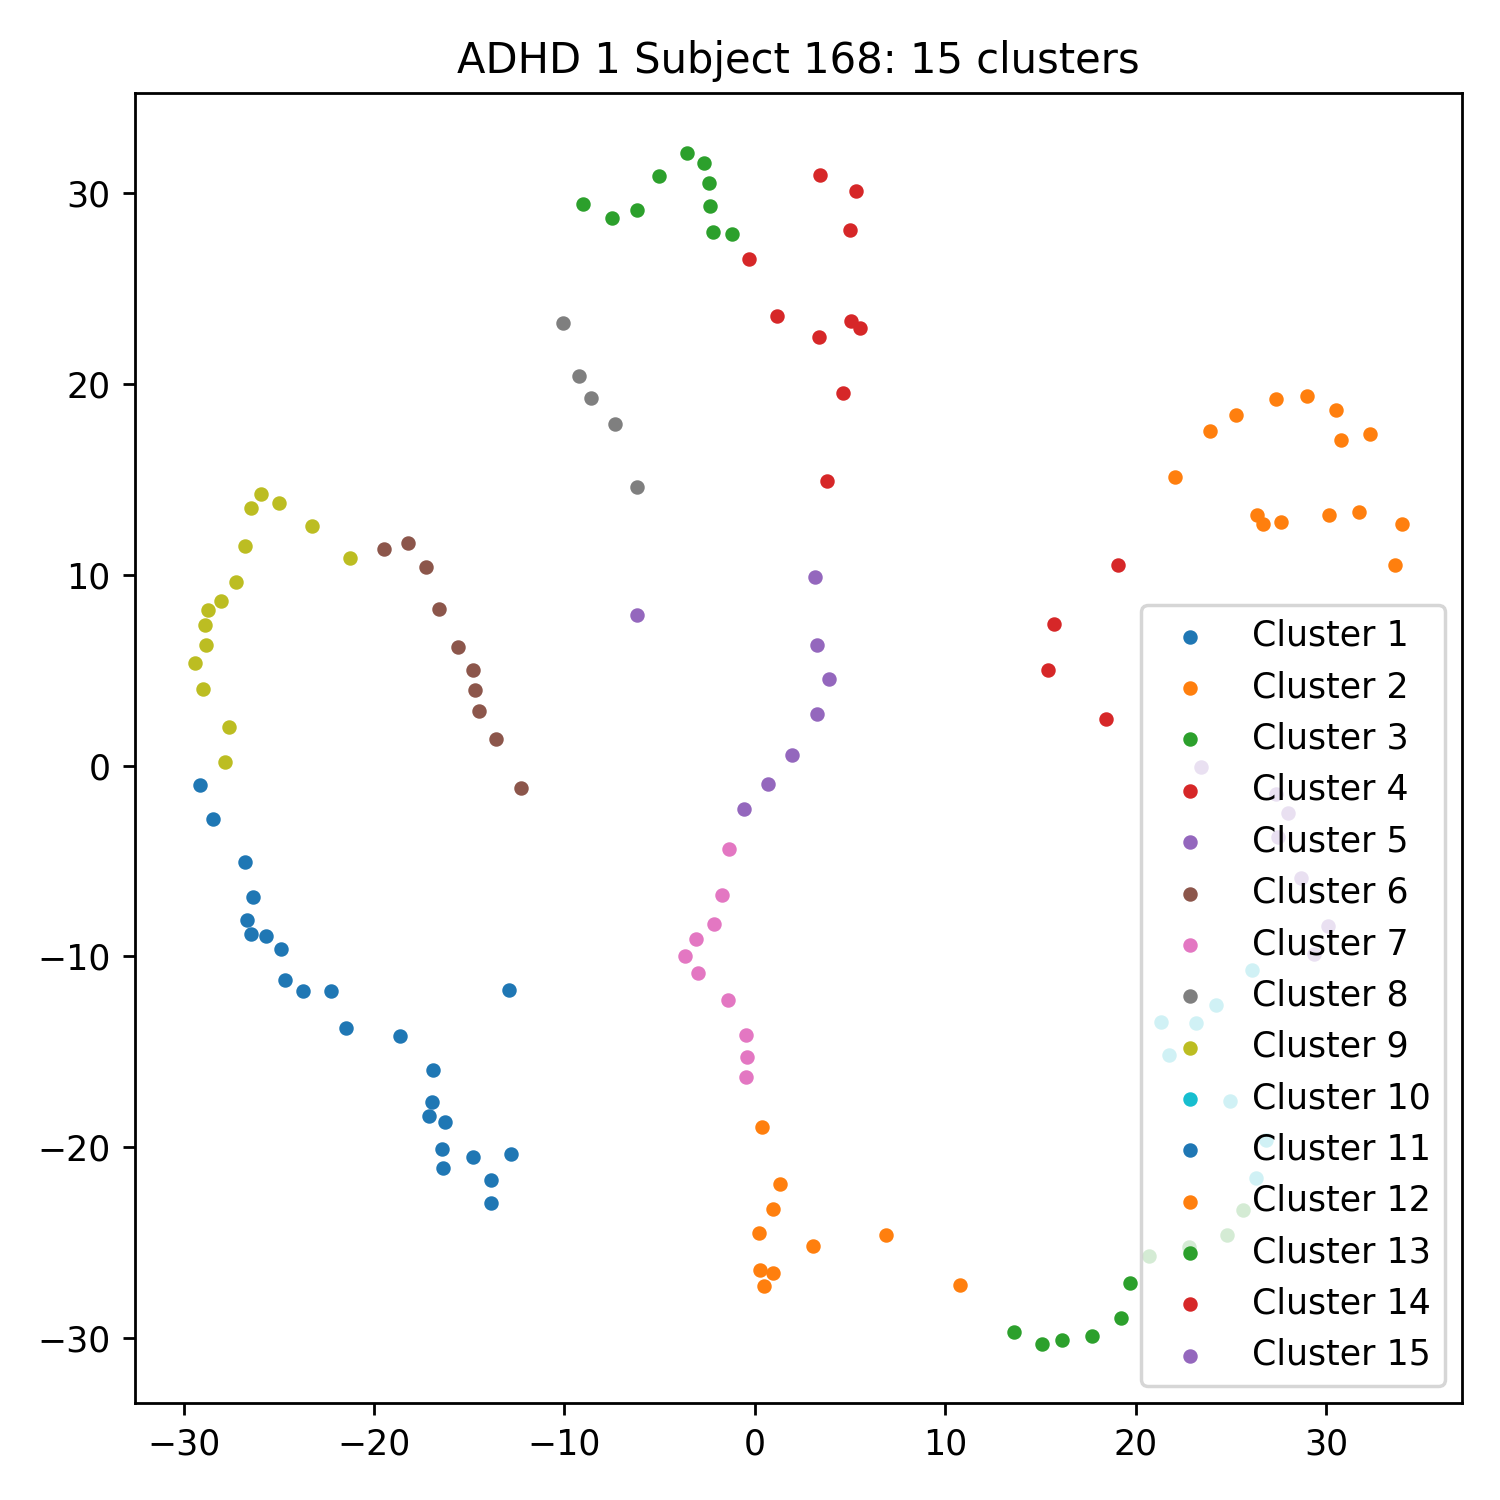 ADHD 1 Subject 168: 15 clusters
30
20
10
0
−10
−20
−30
−30 −20 −10 0 10 20 30
Cluster 1
Cluster 2
Cluster 3
Cluster 4
Cluster 5
Cluster 6
Cluster 7
Cluster 8
Cluster 9
Cluster 10
Cluster 11
Cluster 12
Cluster 13
Cluster 14
Cluster 15